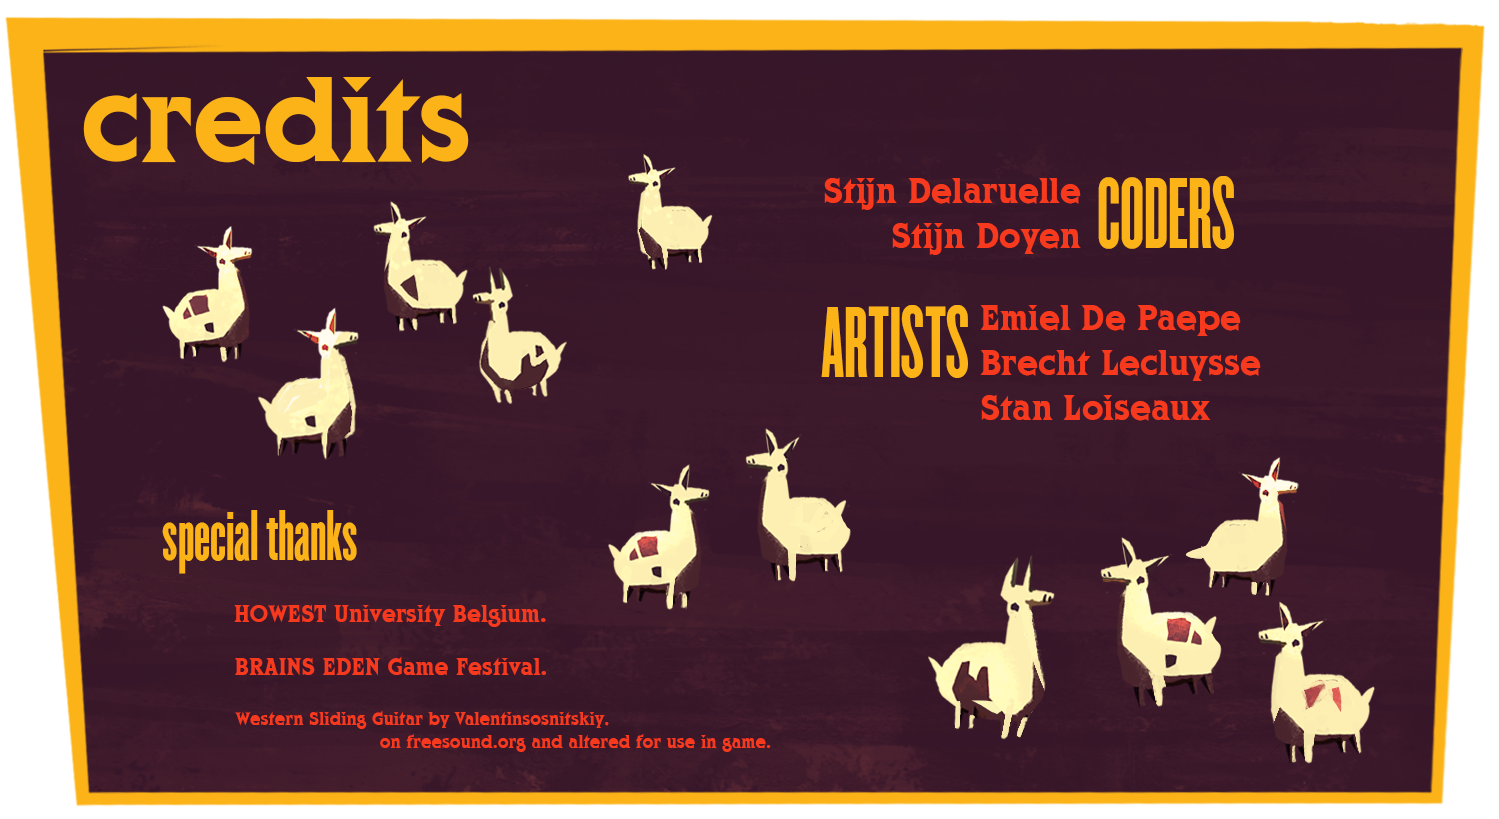 credits
Stijn Delaruelle
Stijn Doyen
CODERS
ARTISTS
Emiel De Paepe
Brecht Lecluysse
Stan Loiseaux
special thanks
HOWEST University Belgium.
BRAINS EDEN Game Festival.
Western Sliding Guitar by Valentinsosnitskiy.
on freesound.org and altered for use in game.